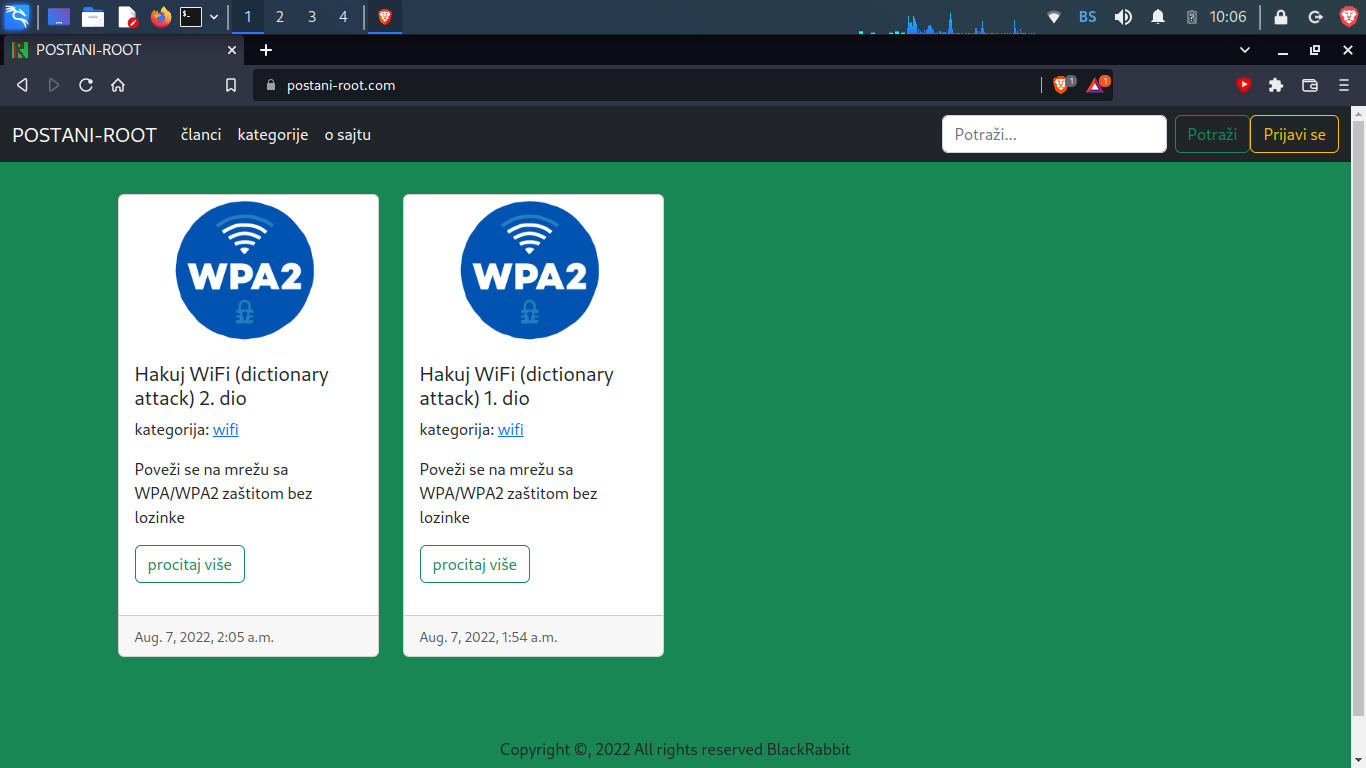 1 2 3 4 BS 10:06
POSTANI-ROOT
postani-root.com 1 1
POSTANI-ROOT članci kategorije o sajtu Potraži... Potraži Prijavi se
WPA2
Hakuj WiFi (dictionary
attack) 2. dio
kategorija: wifi
Poveži se na mrežu sa
WPA/WPA2 zaštitom bez
lozinke
procitaj više
Aug. 7, 2022, 2:05 a.m.
WPA2
Hakuj WiFi (dictionary
attack) 1. dio
kategorija: wifi
Poveži se na mrežu sa
WPA/WPA2 zaštitom bez
lozinke
procitaj više
Aug. 7, 2022, 1:54 a.m.
Copyright ©, 2022 All rights reserved BlackRabbit